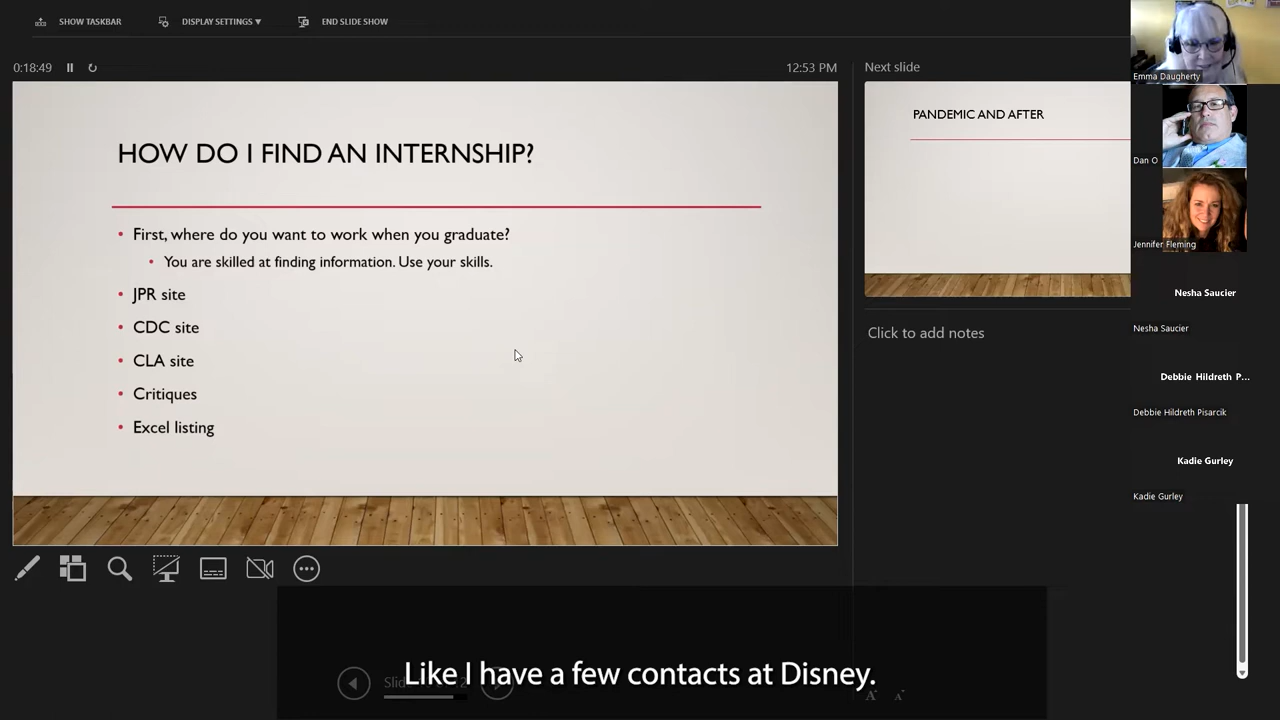 SHOW TASKBAR
DISPLAY SETTINGS ▼
END SLIDE SHOW
0:18:49
12:53 PM
HOW DO I FIND AN INTERNSHIP?
• First, where do you want to work when you graduate?
• You are skilled at finding information. Use your skills.
• JPR site
• CDC site
• CLA site
• Critiques
• Excel listing
Next slide
PANDEMIC AND AFTER
Click to add notes
Emma Daugherty
Dan O
Jennifer Fleming
Nesha Saucier
Nesha Saucier
Debbie Hildreth P...
Debbie Hildreth Pisarcik
Kadie Gurley
Kadie Gurley
Slide
Like I have a few contacts at Disney.
A A